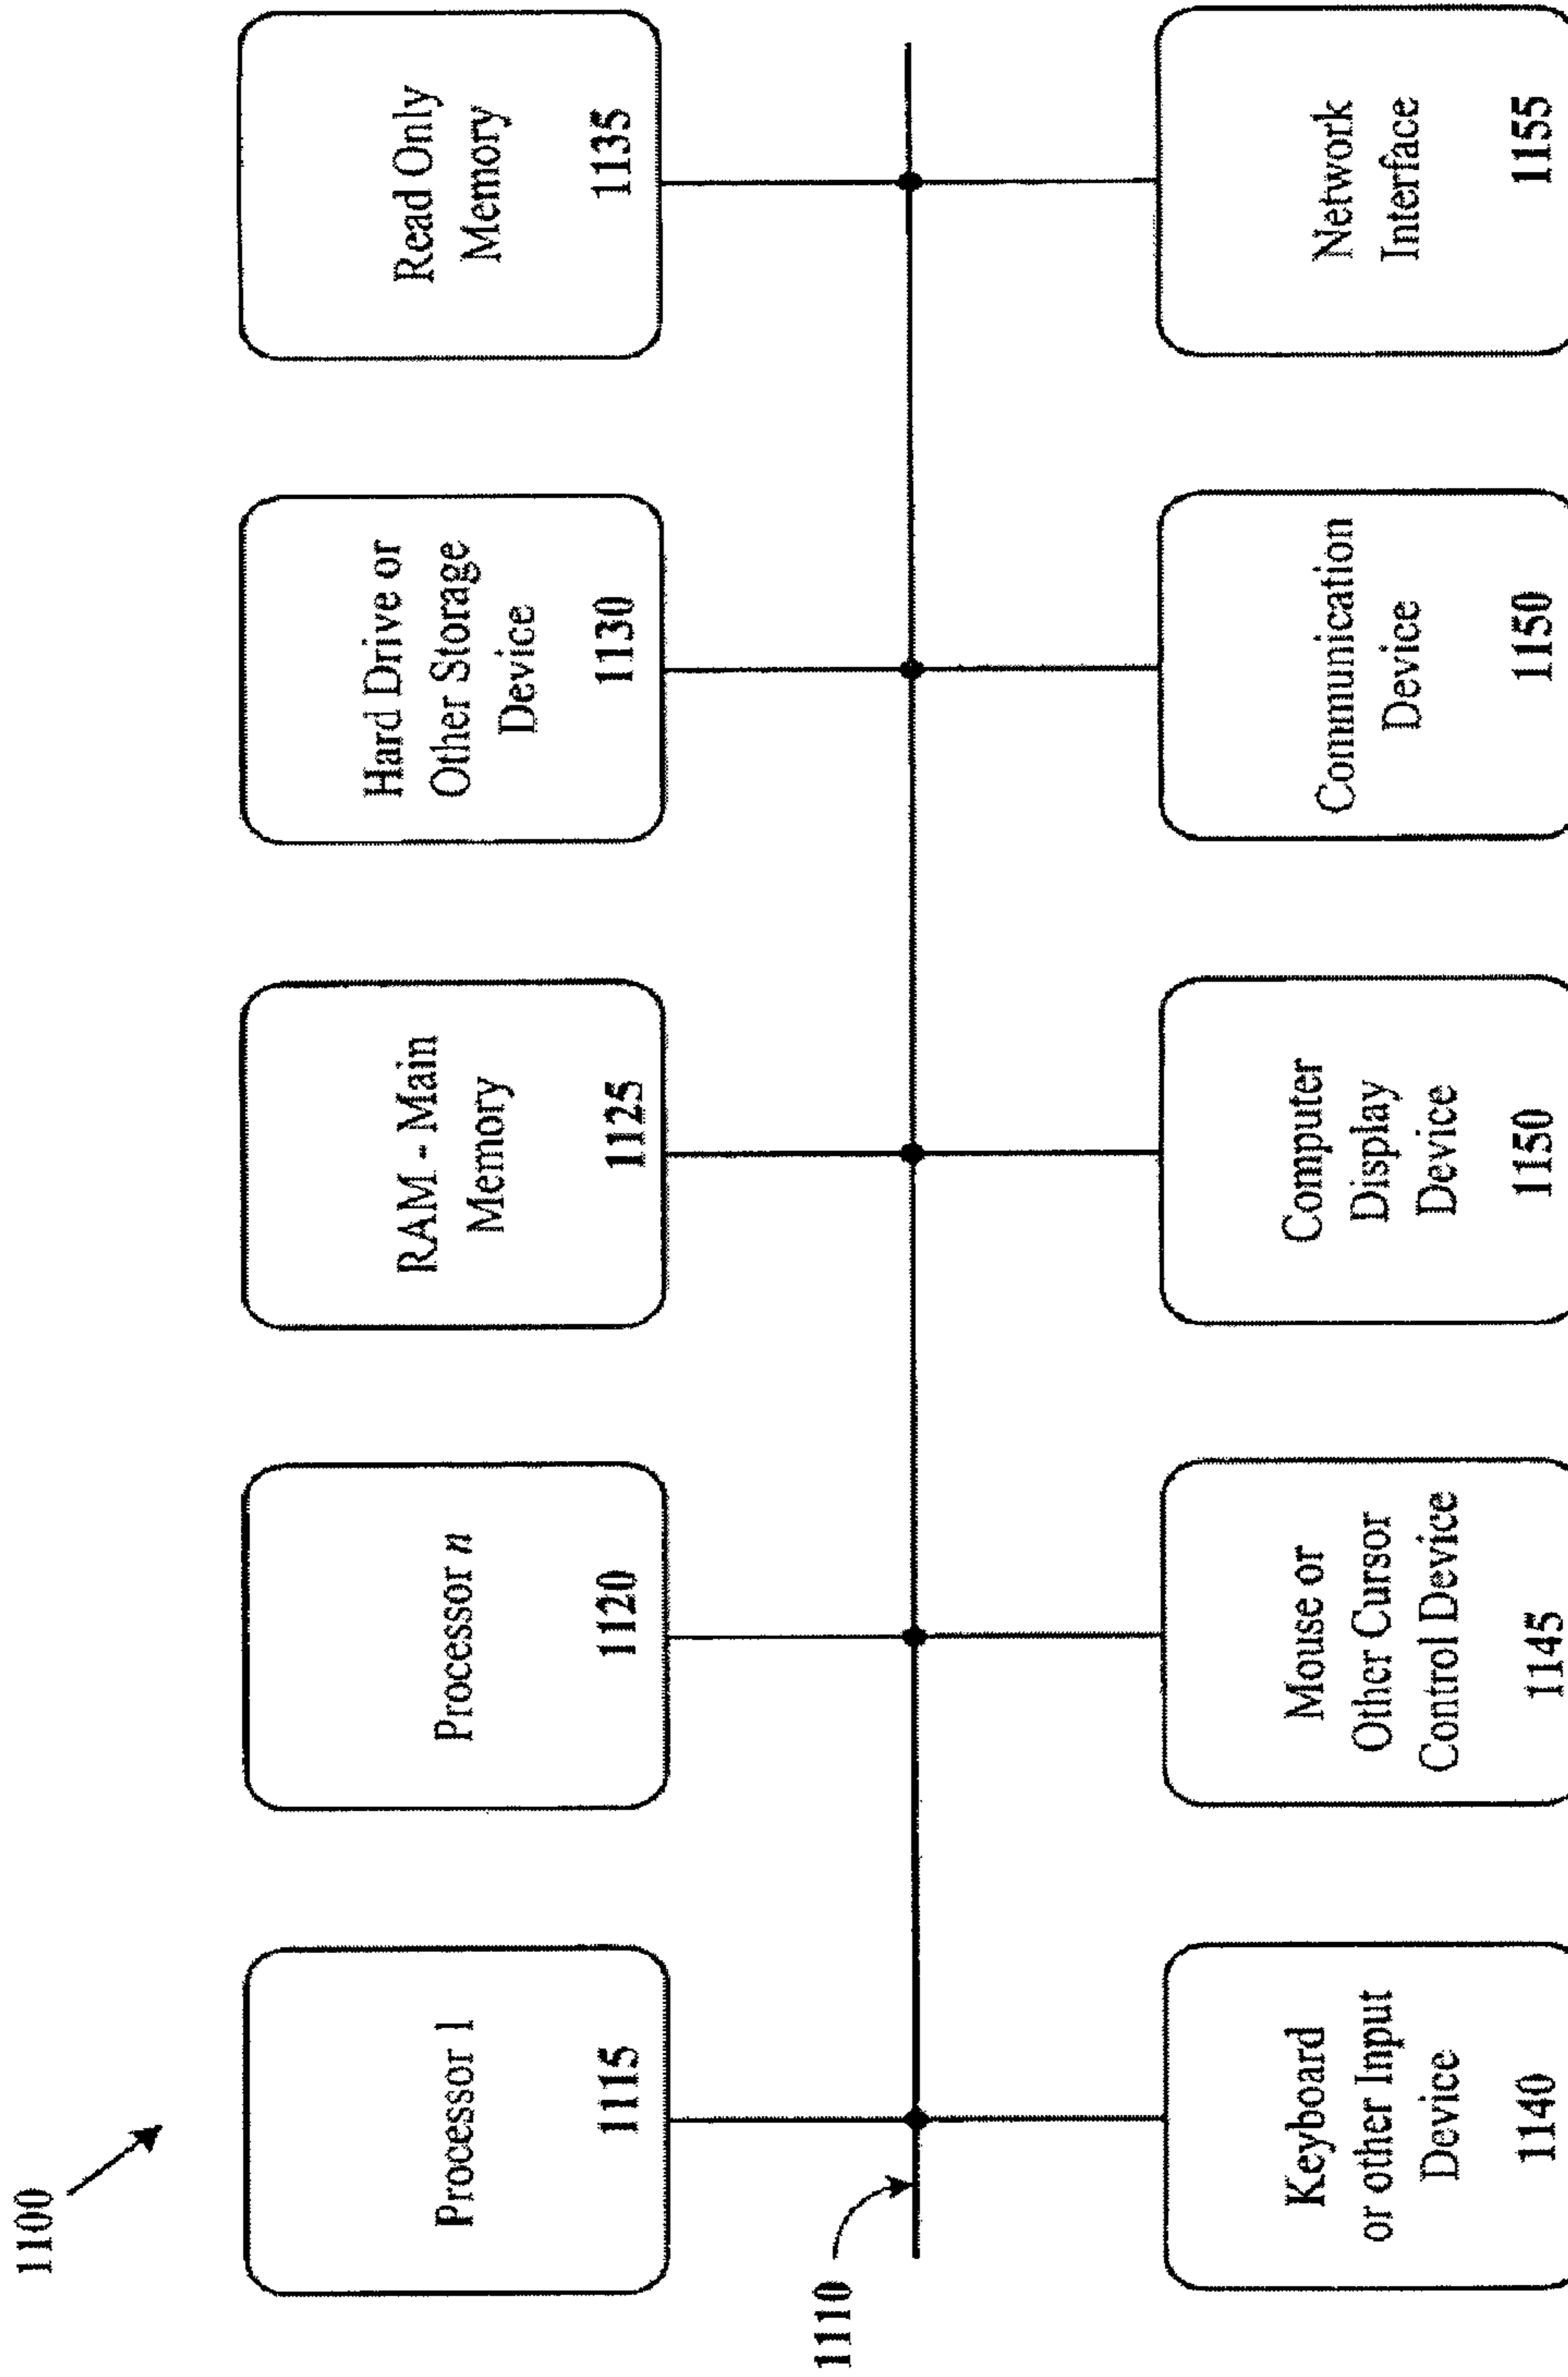 1100
Processor 1
1115
Processor n
1120
RAM - Main
Memory
1125
Hard Drive or
Other Storage
Device
1130
Read Only
Memory
1135
1110
Keyboard
or other Input
Device
1140
Mouse or
Other Cursor
Control Device
1145
Computer
Display
Device
1150
Communication
Device
1150
Network
Interface
1155